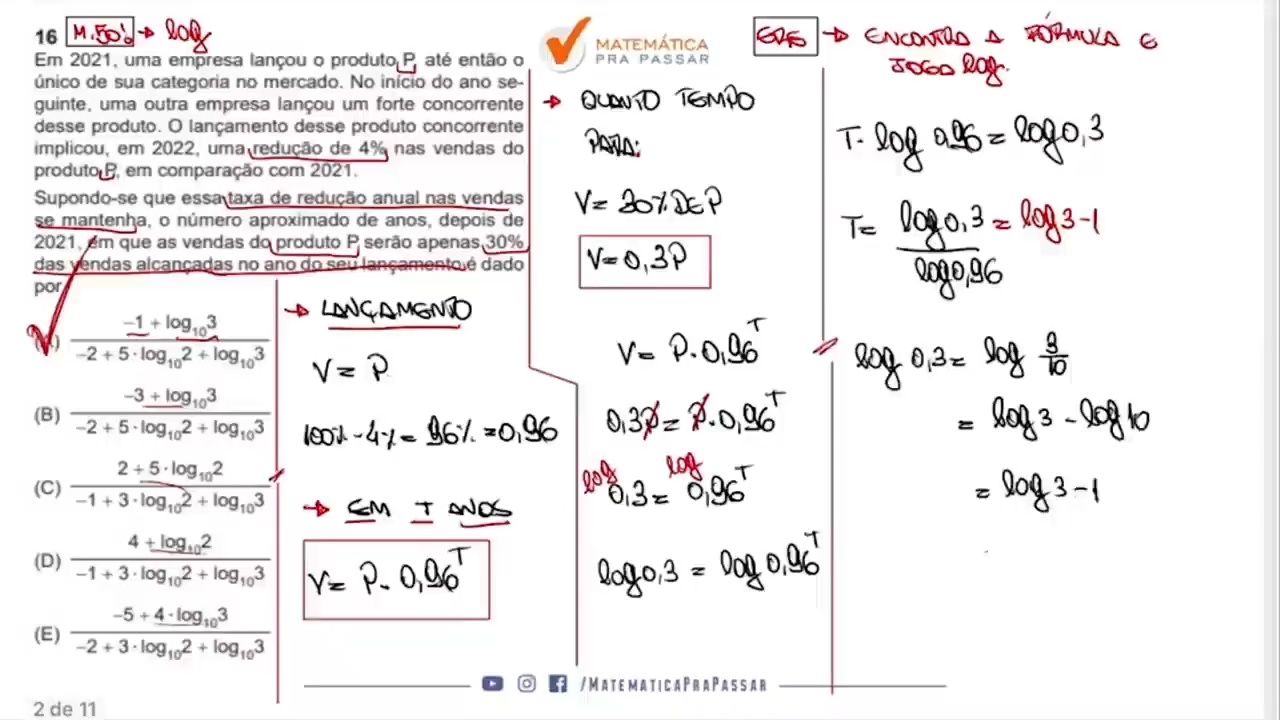 16 M.50% → log
Em 2021, uma empresa lançou o produto P, até então o
único de sua categoria no mercado. No início do ano se-
guinte, uma outra empresa lançou um forte concorrente
desse produto. O lançamento desse produto concorrente
implicou, em 2022, uma redução de 4% nas vendas do
produto P, em comparação com 2021.
Supondo-se que essa taxa de redução anual nas vendas
se mantenha, o número aproximado de anos, depois de
2021, em que as vendas do produto P serão apenas 30%
das vendas alcançadas no ano do seu lançamento é dado
por
-1 + log₁₀3
-2 + 5·log₁₀2 + log₁₀3
(B) -3 + log₁₀3
-2 + 5·log₁₀2 + log₁₀3
(C) 2 + 5·log₁₀2
-1 + 3·log₁₀2 + log₁₀3
(D) 4 + log₁₀2
-1 + 3·log₁₀2 + log₁₀3
(E) -5 + 4·log₁₀3
-2 + 3·log₁₀2 + log₁₀3
→ LANÇAMENTO
V = P
100% - 4% = 96% = 0,96
→ EM T ANOS
V = P. 0,96^T
MATEMÁTICA
PRA PASSAR
→ QUANTO TEMPO
PARA:
V = 30% DE P
V = 0,3P
V = P. 0,96^T
0,3P = P. 0,96^T
log log
0,3 = 0,96^T
log 0,3 = log 0,96^T
→ ENCONTRA A FÓRMULA E
JOGA log.
T. log 0,96 = log 0,3
T = log 0,3 = log 3 - 1
log 0,96
log 0,3 = log 3/10
= log 3 - log 10
= log 3 - 1
/MATEMATICAPRAPASSAR
2 de 11